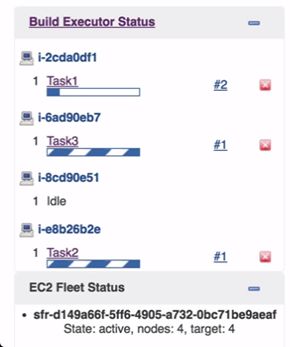 Build Executor Status
i-2cda0df1
1 Task1 #2
i-6ad90eb7
1 Task3 #1
i-8cd90e51
1 Idle
i-e8b26b2e
1 Task2 #1
EC2 Fleet Status
• sfr-d149a66f-5ff6-4905-a732-0bc71be9aeaf
State: active, nodes: 4, target: 4